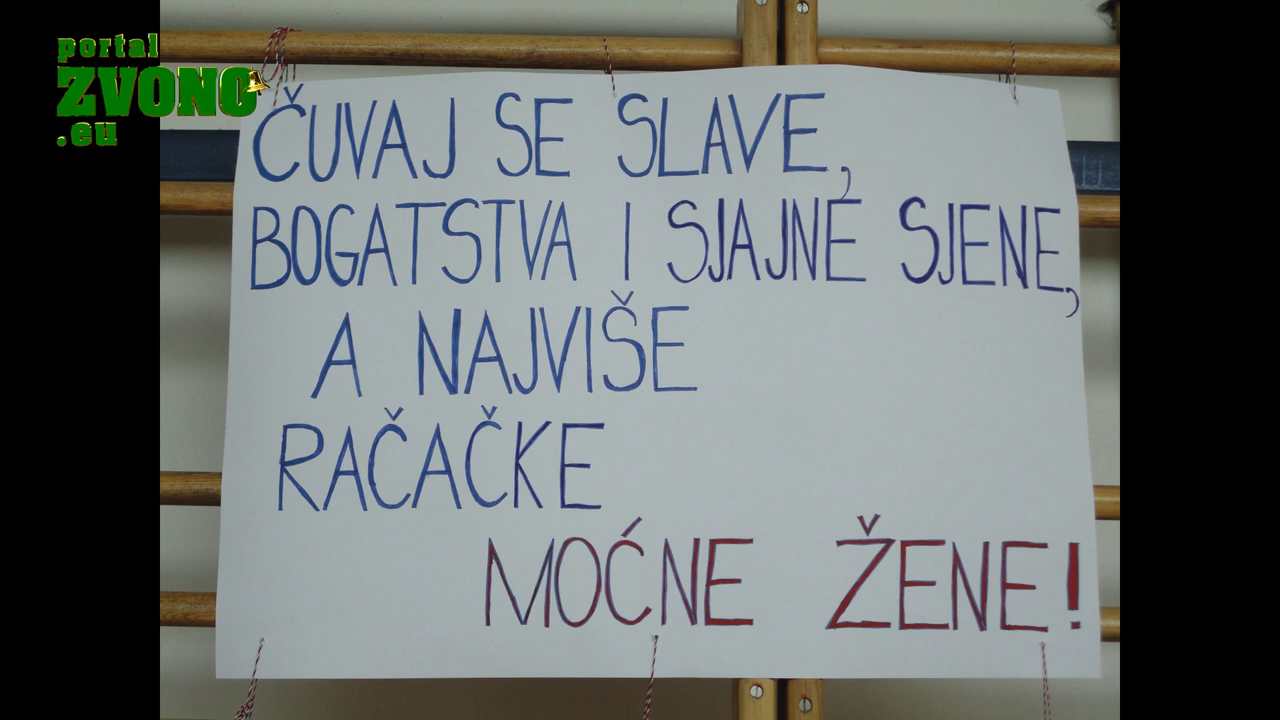 portal
ZVONO
.eu
ČUVAJ SE SLAVE,
BOGATSTVA I SJAJNE SJENE,
A NAJVIŠE
RAČAČKE
MOĆNE ŽENE!